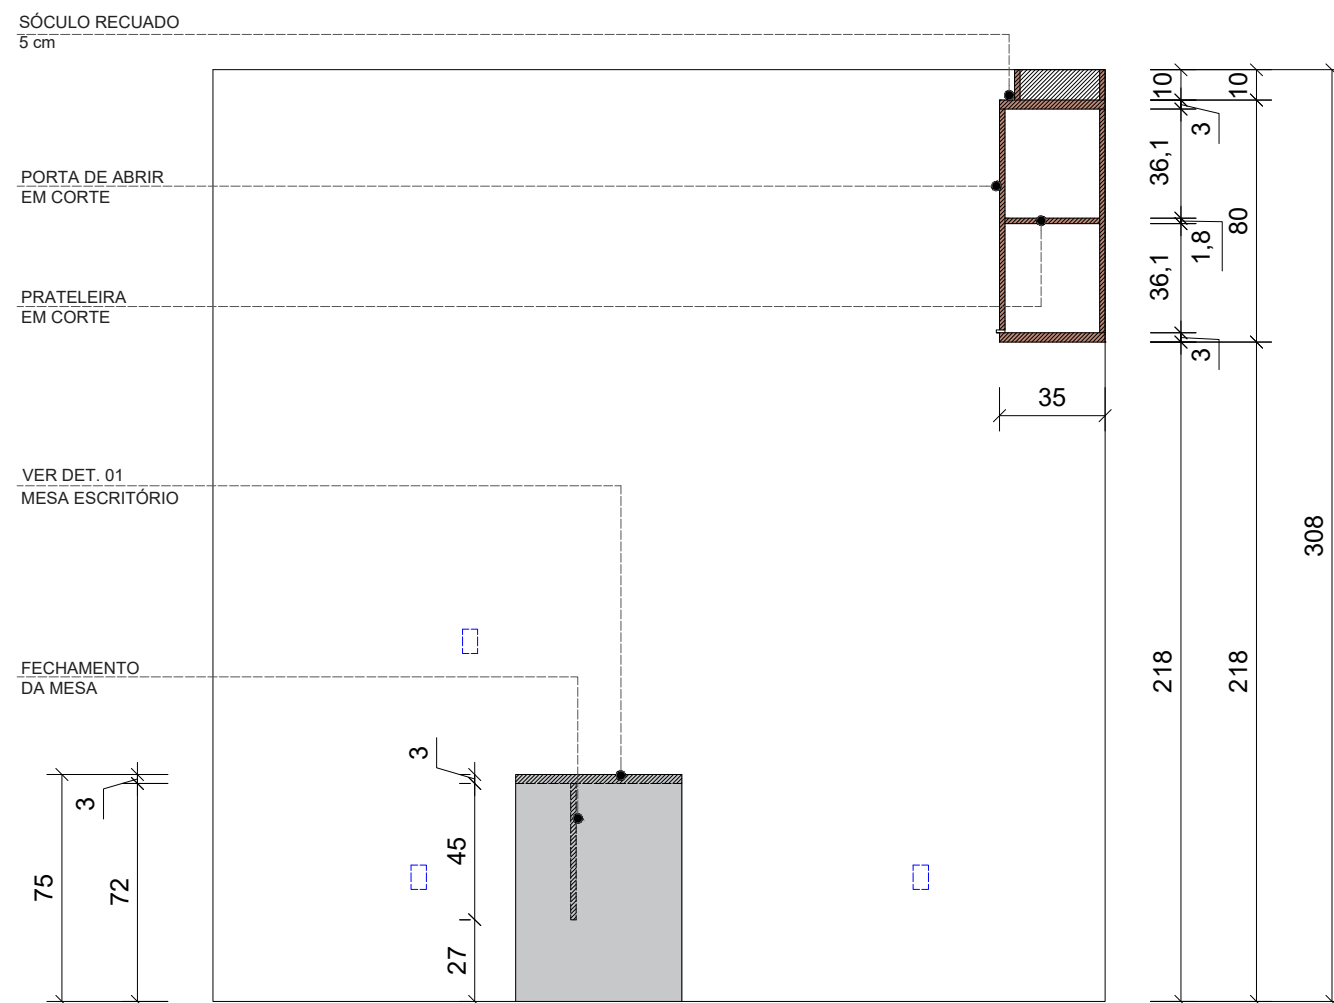 SÓCULO RECUADO
5 cm
10
10
3
36,1
PORTA DE ABRIR
EM CORTE
80
1,8
36,1
PRATELEIRA
EM CORTE
3
35
VER DET. 01
MESA ESCRITÓRIO
308
218
218
FECHAMENTO
DA MESA
3
3
45
75
72
27